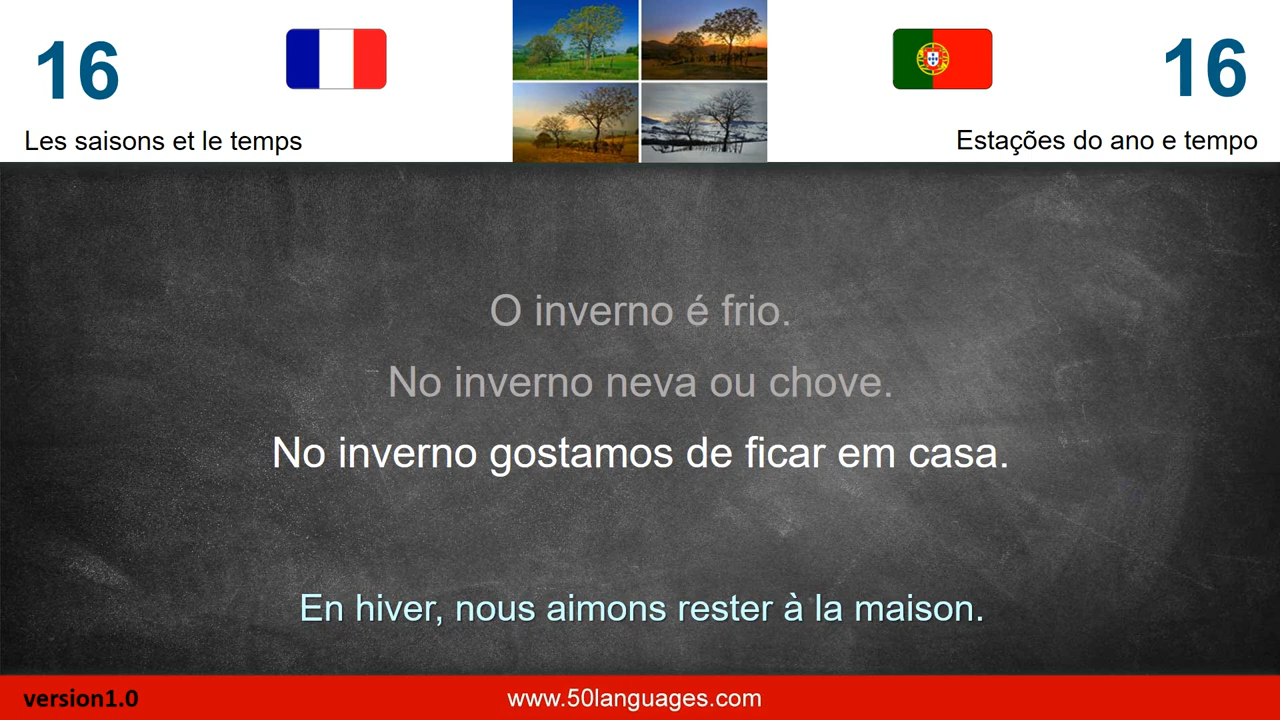 16
16
Les saisons et le temps
Estações do ano e tempo
O inverno é frio.
No inverno neva ou chove.
No inverno gostamos de ficar em casa.
En hiver, nous aimons rester à la maison.
version1.0
www.50languages.com